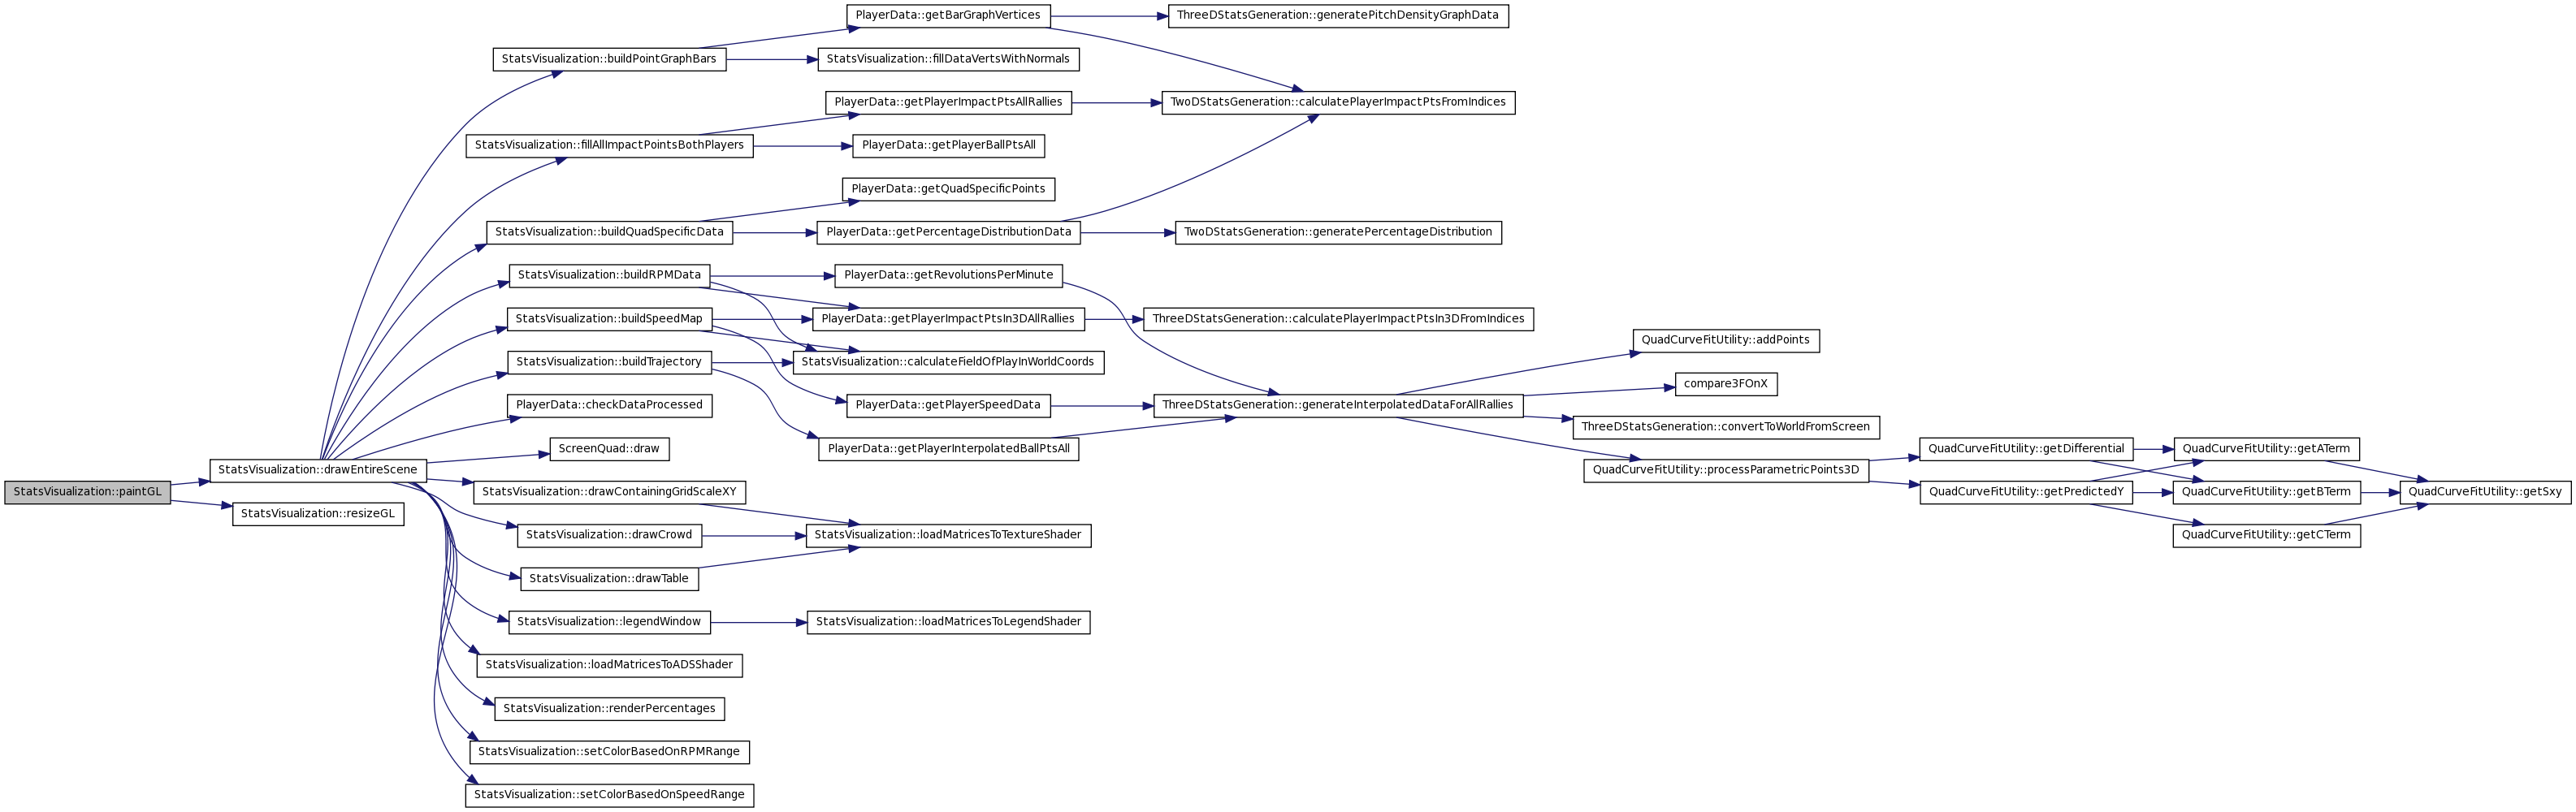 PlayerData::getBarGraphVertices
ThreeDStatsGeneration::generatePitchDensityGraphData
StatsVisualization::buildPointGraphBars
StatsVisualization::fillDataVertsWithNormals
PlayerData::getPlayerImpactPtsAllRallies
TwoDStatsGeneration::calculatePlayerImpactPtsFromIndices
StatsVisualization::fillAllImpactPointsBothPlayers
PlayerData::getPlayerBallPtsAll
PlayerData::getQuadSpecificPoints
StatsVisualization::buildQuadSpecificData
PlayerData::getPercentageDistributionData
TwoDStatsGeneration::generatePercentageDistribution
StatsVisualization::buildRPMData
PlayerData::getRevolutionsPerMinute
StatsVisualization::buildSpeedMap
PlayerData::getPlayerImpactPtsIn3DAllRallies
ThreeDStatsGeneration::calculatePlayerImpactPtsIn3DFromIndices
QuadCurveFitUtility::addPoints
StatsVisualization::buildTrajectory
StatsVisualization::calculateFieldOfPlayInWorldCoords
compare3FOnX
PlayerData::checkDataProcessed
PlayerData::getPlayerSpeedData
ThreeDStatsGeneration::generateInterpolatedDataForAllRallies
ThreeDStatsGeneration::convertToWorldFromScreen
ScreenQuad::draw
PlayerData::getPlayerInterpolatedBallPtsAll
QuadCurveFitUtility::getDifferential
QuadCurveFitUtility::getATerm
StatsVisualization::drawEntireScene
QuadCurveFitUtility::processParametricPoints3D
StatsVisualization::paintGL
StatsVisualization::drawContainingGridScaleXY
QuadCurveFitUtility::getPredictedY
QuadCurveFitUtility::getBTerm
QuadCurveFitUtility::getSxy
StatsVisualization::resizeGL
StatsVisualization::drawCrowd
StatsVisualization::loadMatricesToTextureShader
QuadCurveFitUtility::getCTerm
StatsVisualization::drawTable
StatsVisualization::legendWindow
StatsVisualization::loadMatricesToLegendShader
StatsVisualization::loadMatricesToADSShader
StatsVisualization::renderPercentages
StatsVisualization::setColorBasedOnRPMRange
StatsVisualization::setColorBasedOnSpeedRange